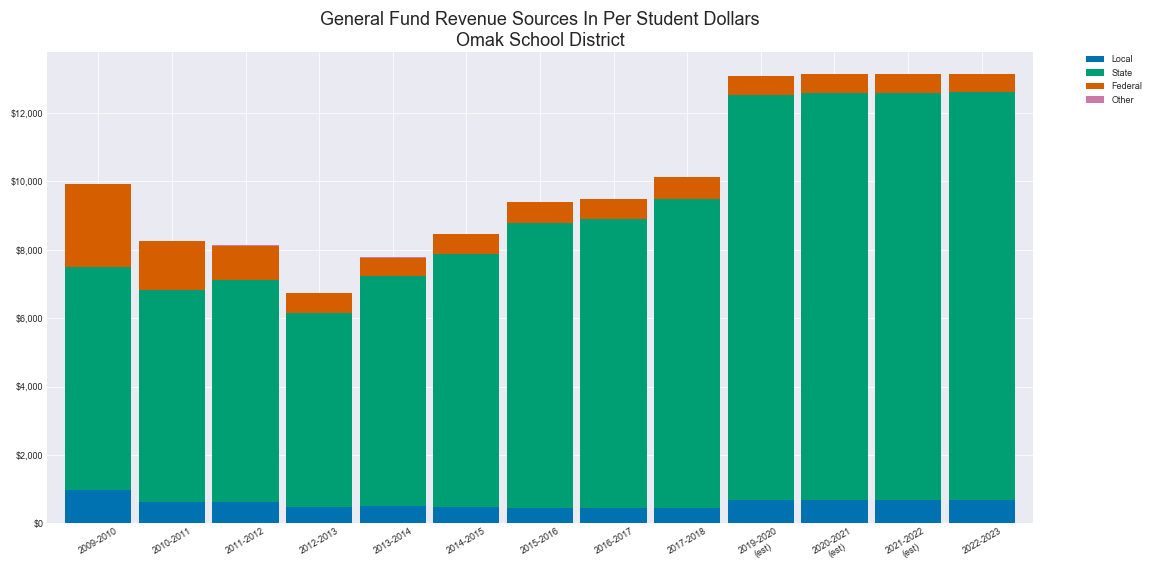 General Fund Revenue Sources In Per Student Dollars
Omak School District
Local
State
Federal
Other
$12,000
$10,000
$8,000
$6,000
$4,000
$2,000
$0
2009-2010
2010-2011
2011-2012
2012-2013
2013-2014
2014-2015
2015-2016
2016-2017
2017-2018
2019-2020
(est)
2020-2021
(est)
2021-2022
(est)
2022-2023